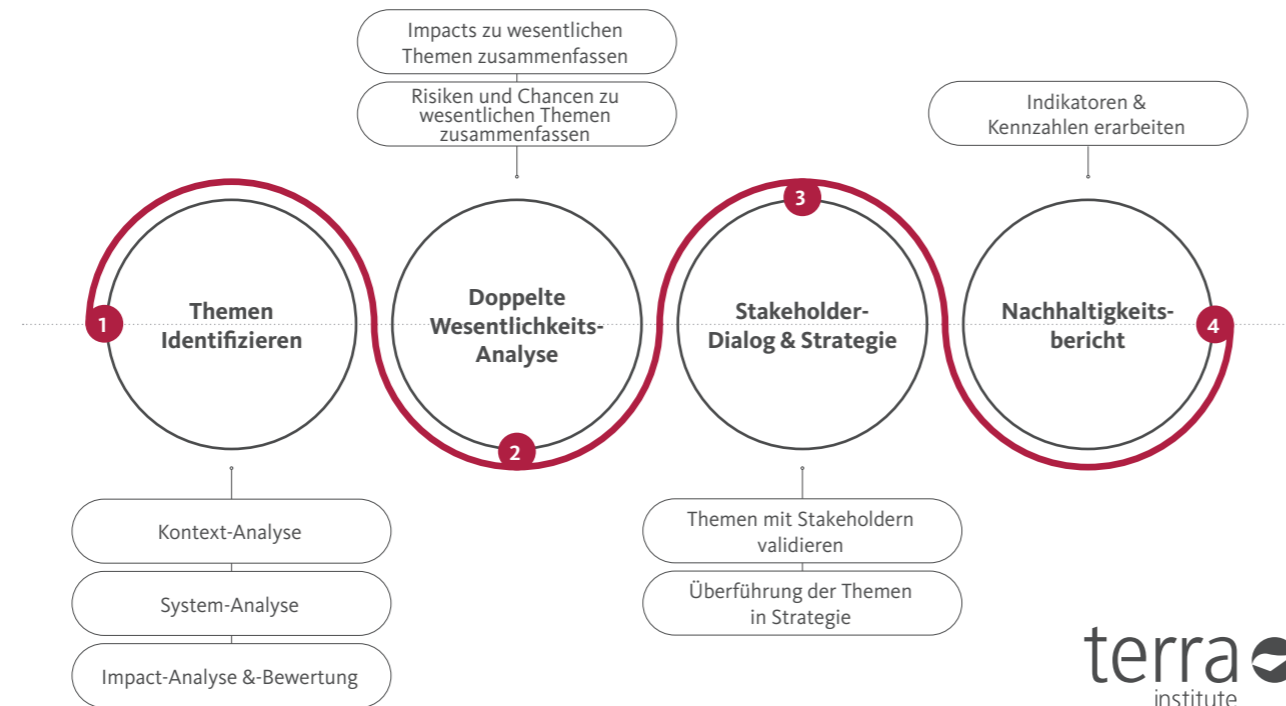 Impacts zu wesentlichen
Themen zusammenfassen
Risiken und Chancen zu
wesentlichen Themen
zusammenfassen
Indikatoren &
Kennzahlen erarbeiten
1
Themen
Identifizieren
Doppelte
Wesentlichkeits-
Analyse
2
3
Stakeholder-
Dialog & Strategie
Nachhaltigkeits-
bericht
4
Kontext-Analyse
System-Analyse
Impact-Analyse &-Bewertung
Themen mit Stakeholdern
validieren
Überführung der Themen
in Strategie
terra
institute